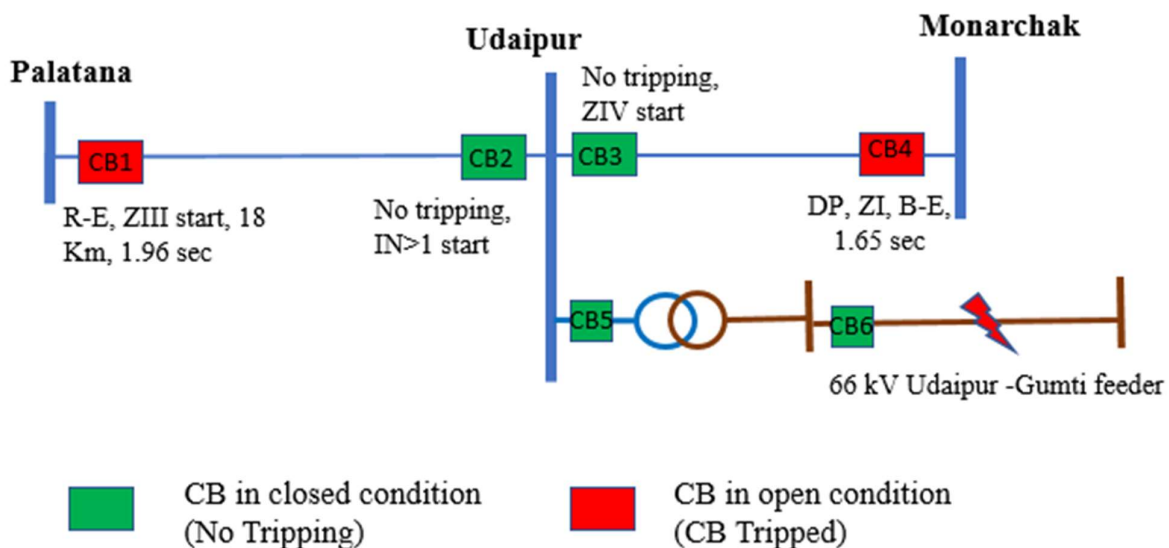 Palatana
Udaipur
Monarchak
No tripping,
ZIV start
CB1
CB2
CB3
CB4
R-E, ZIII start, 18
Km, 1.96 sec
No tripping,
IN>1 start
DP, ZI, B-E,
1.65 sec
CB5
CB6
66 kV Udaipur -Gumti feeder
CB in closed condition
(No Tripping)
CB in open condition
(CB Tripped)